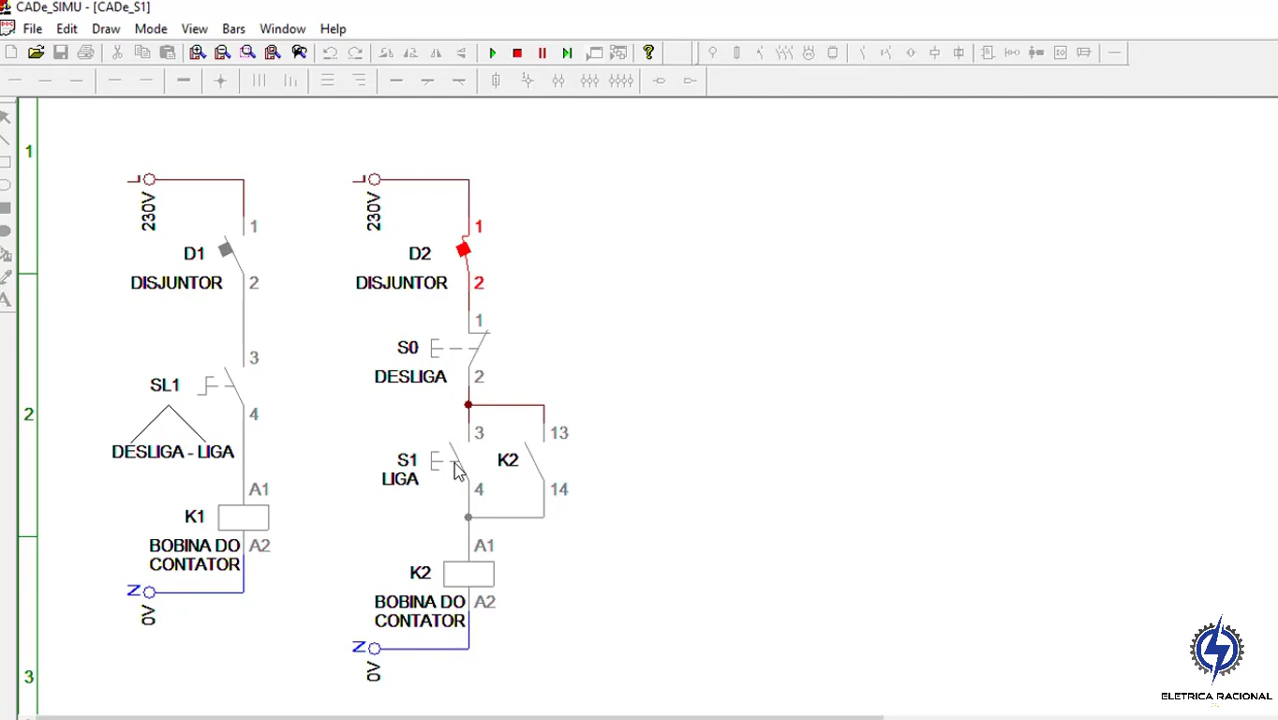 CADe_SIMU - [CADe_S1]
File Edit Draw Mode View Bars Window Help
1
2
3
L
230V
1
D1
DISJUNTOR
2
3
SL1
4
DESLIGA - LIGA
A1
K1
BOBINA DO
CONTATOR
A2
N
0V
L
230V
1
D2
DISJUNTOR
2
1
S0
DESLIGA
2
3
S1
LIGA
4
13
K2
14
A1
K2
BOBINA DO
CONTATOR
A2
N
0V
ELETRICA RACIONAL